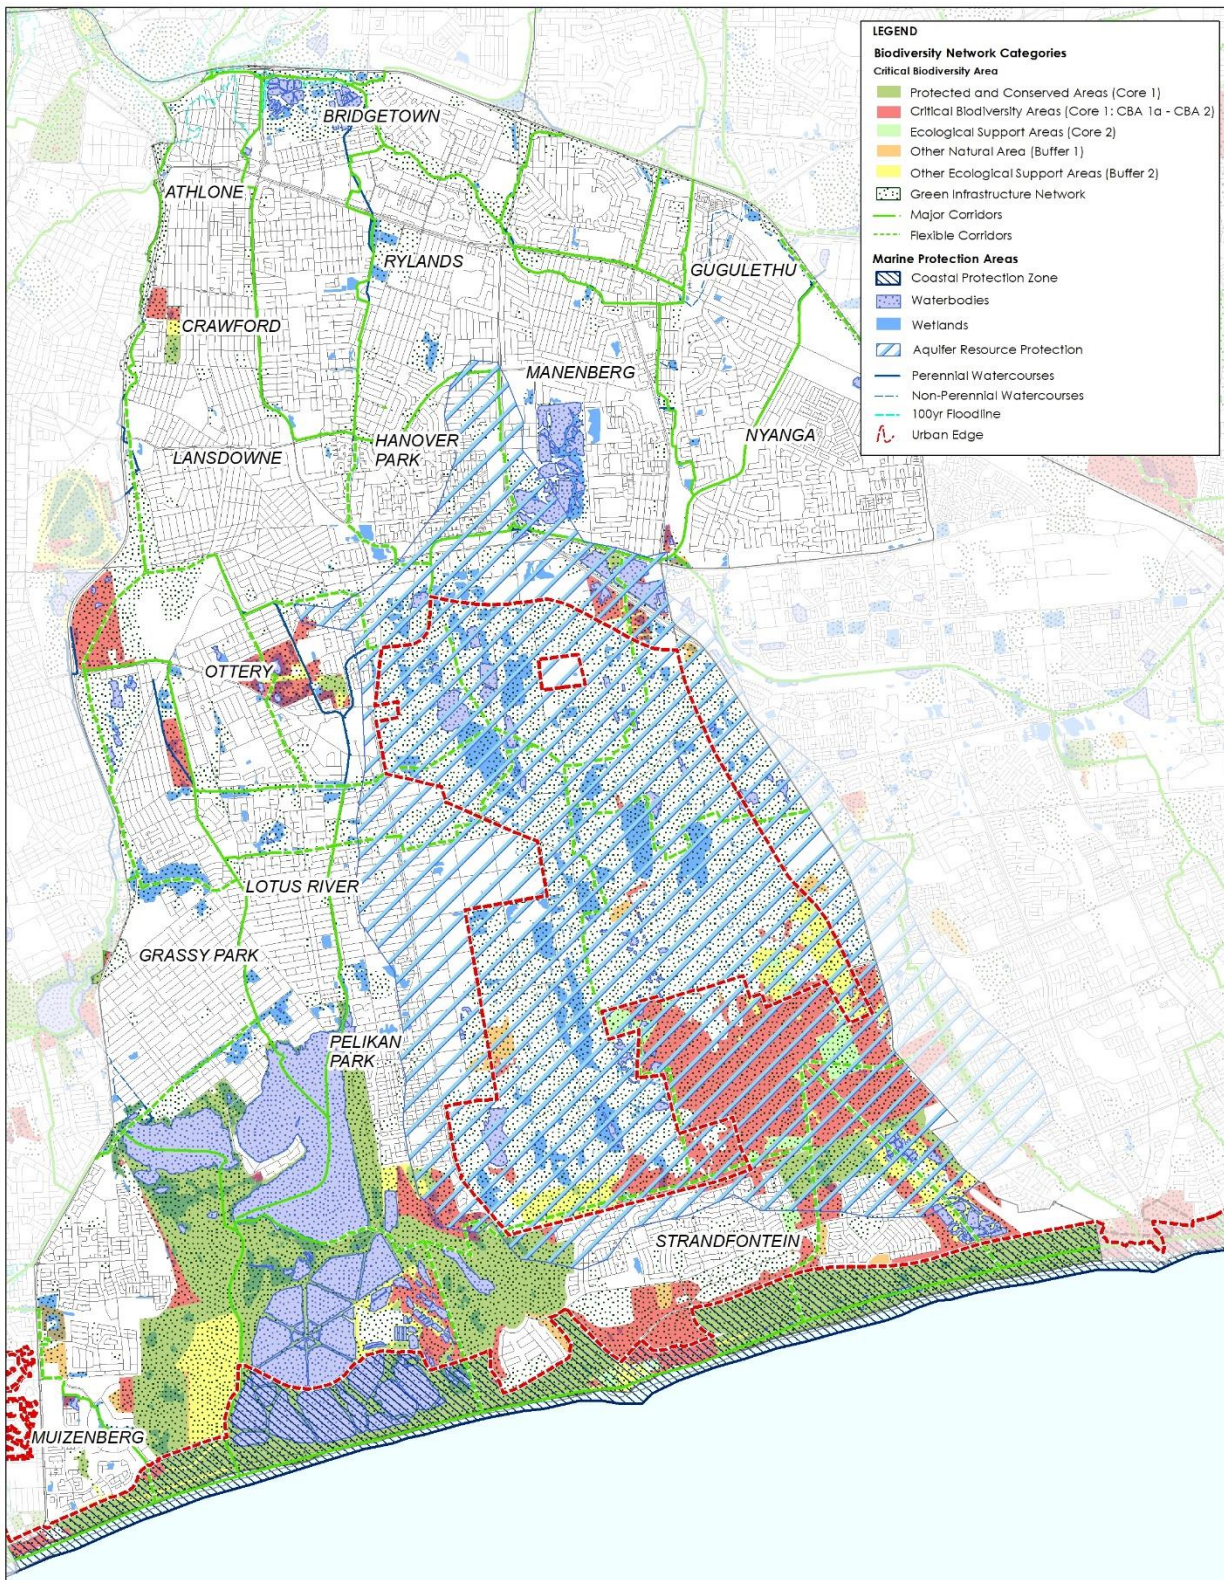 LEGEND
Biodiversity Network Categories
Critical Biodiversity Area
Protected and Conserved Areas (Core 1)
Critical Biodiversity Areas (Core 1: CBA 1a - CBA 2)
Ecological Support Areas (Core 2)
Other Natural Area (Buffer 1)
Other Ecological Support Areas (Buffer 2)
Green Infrastructure Network
Major Corridors
Flexible Corridors
Marine Protection Areas
Coastal Protection Zone
Waterbodies
Wetlands
Aquifer Resource Protection
Perennial Watercourses
Non-Perennial Watercourses
100yr Floodline
Urban Edge
BRIDGETOWN
ATHLONE
RYLANDS
GUGULETHU
CRAWFORD
MANENBERG
HANOVER
PARK
NYANGA
LANSDOWNE
OTTERY
LOTUS RIVER
GRASSY PARK
PELIKAN
PARK
STRANDFONTEIN
MUIZENBERG